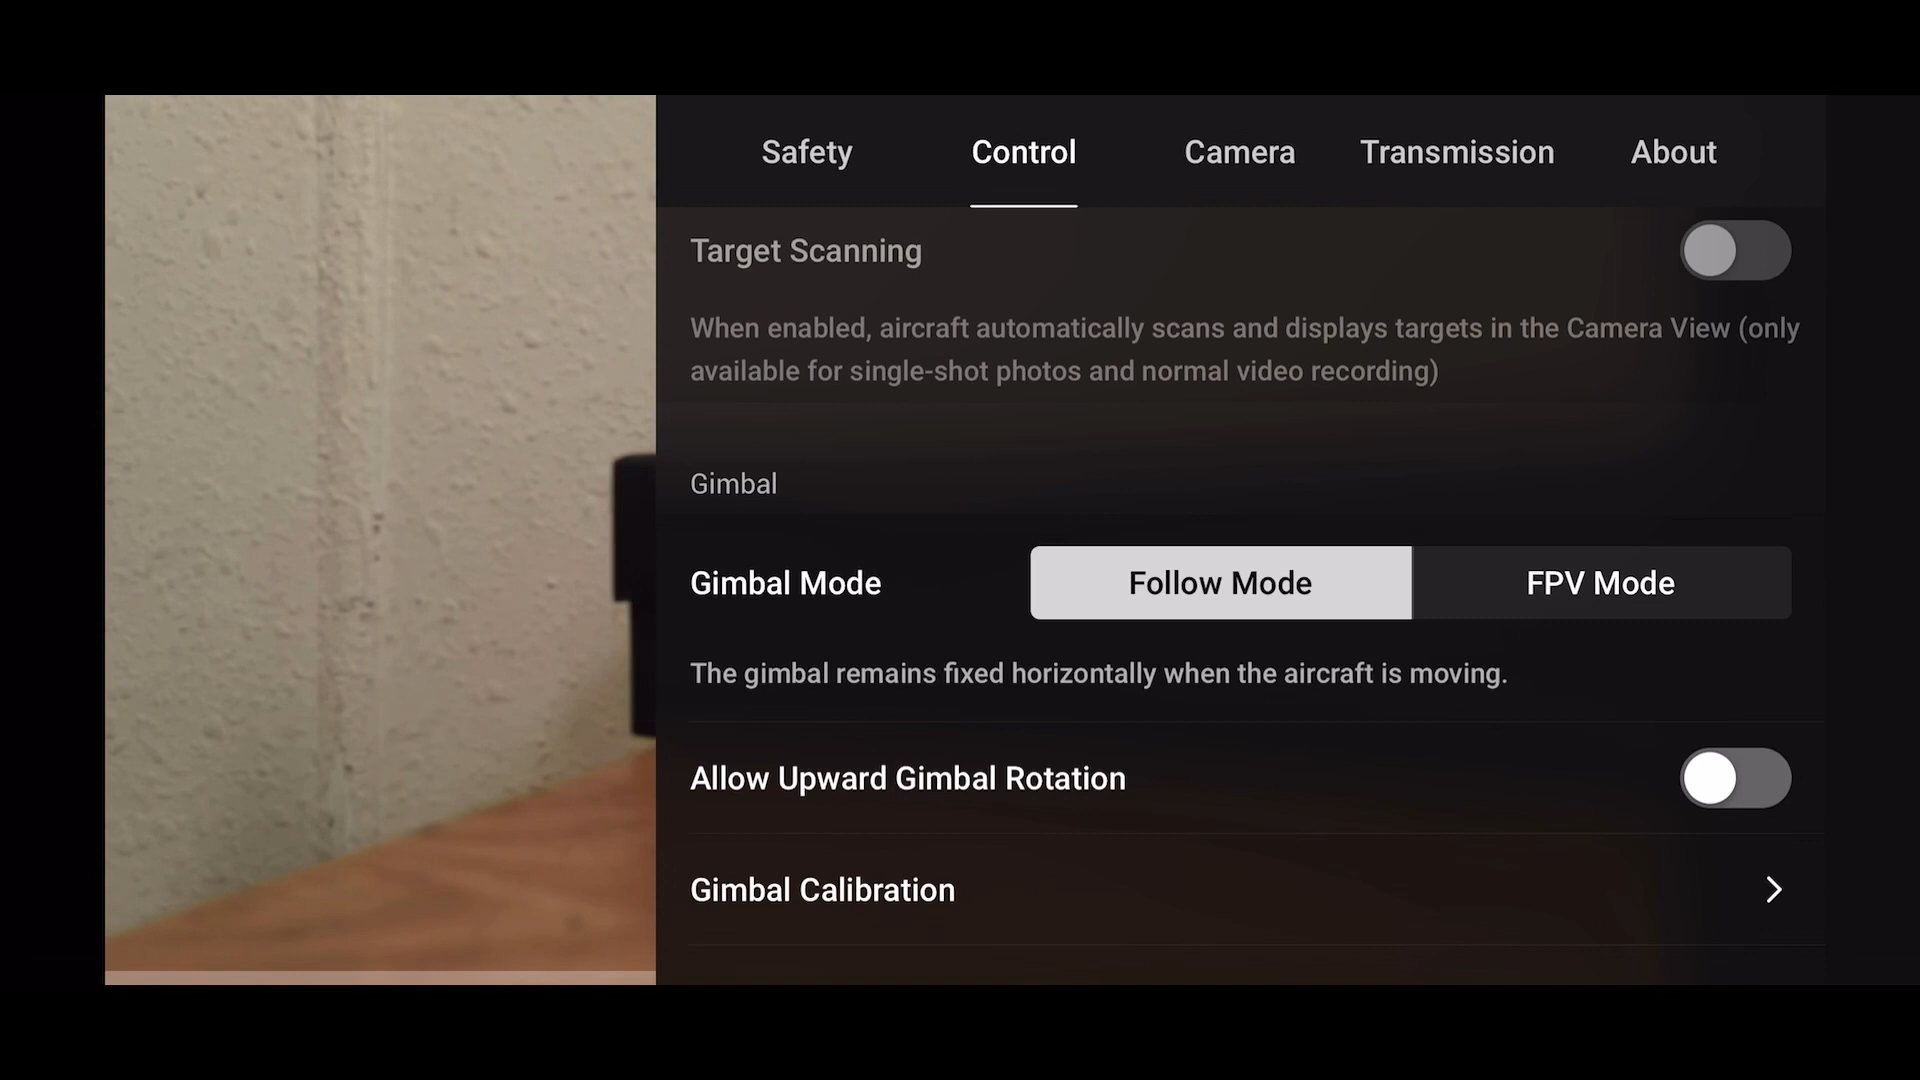 Safety Control Camera Transmission About
Target Scanning
When enabled, aircraft automatically scans and displays targets in the Camera View (only
available for single-shot photos and normal video recording)
Gimbal
Gimbal Mode Follow Mode FPV Mode
The gimbal remains fixed horizontally when the aircraft is moving.
Allow Upward Gimbal Rotation
Gimbal Calibration